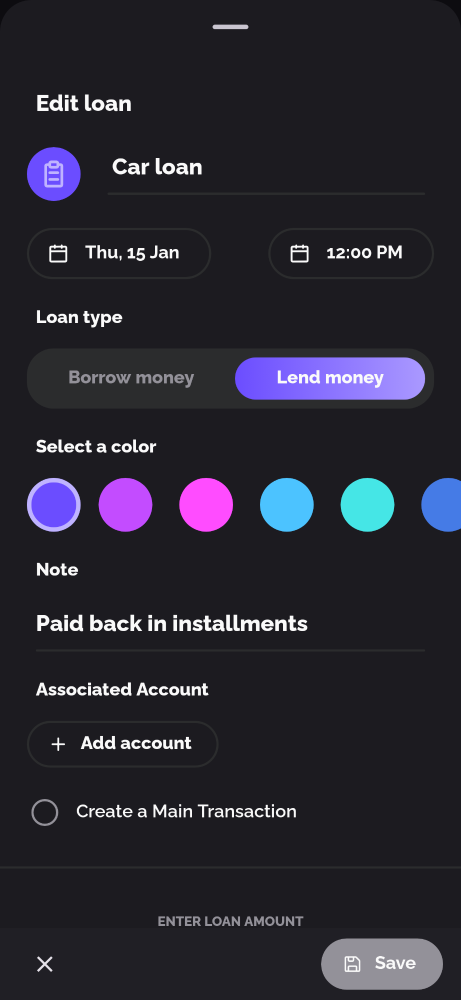 Edit loan
Car loan
Thu, 15 Jan
12:00 PM
Loan type
Borrow money
Lend money
Select a color
Note
Paid back in installments
Associated Account
Add account
Create a Main Transaction
ENTER LOAN AMOUNT
Save